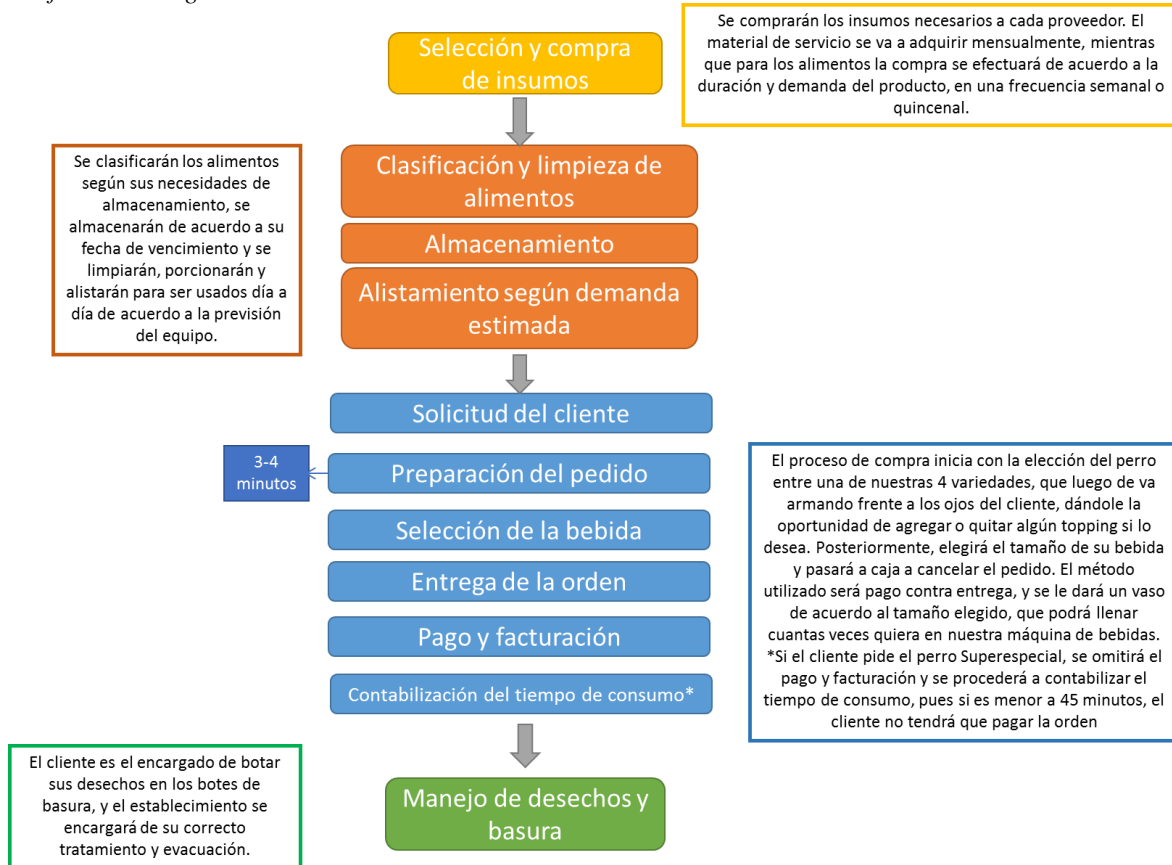 Selección y compra
de insumos
Se comprarán los insumos necesarios a cada proveedor. El
material de servicio se va a adquirir mensualmente, mientras
que para los alimentos la compra se efectuará de acuerdo a la
duración y demanda del producto, en una frecuencia semanal o
quincenal.
Se clasificarán los alimentos
según sus necesidades de
almacenamiento, se
almacenarán de acuerdo a su
fecha de vencimiento y se
limpiarán, porcionarán y
alistarán para ser usados día a
día de acuerdo a la previsión
del equipo.
Clasificación y limpieza de
alimentos
Almacenamiento
Alistamiento según demanda
estimada
Solicitud del cliente
3-4
minutos
Preparación del pedido
Selección de la bebida
Entrega de la orden
Pago y facturación
Contabilización del tiempo de consumo*
El proceso de compra inicia con la elección del perro
entre una de nuestras 4 variedades, que luego de va
armando frente a los ojos del cliente, dándole la
oportunidad de agregar o quitar algún topping si lo
desea. Posteriormente, elegirá el tamaño de su bebida
y pasará a caja a cancelar el pedido. El método
utilizado será pago contra entrega, y se le dará un vaso
de acuerdo al tamaño elegido, que podrá llenar
cuantas veces quiera en nuestra máquina de bebidas.
*Si el cliente pide el perro Superespecial, se omitirá el
pago y facturación y se procederá a contabilizar el
tiempo de consumo, pues si es menor a 45 minutos, el
cliente no tendrá que pagar la orden
El cliente es el encargado de botar
sus desechos en los botes de
basura, y el establecimiento se
encargará de su correcto
tratamiento y evacuación.
Manejo de desechos y
basura